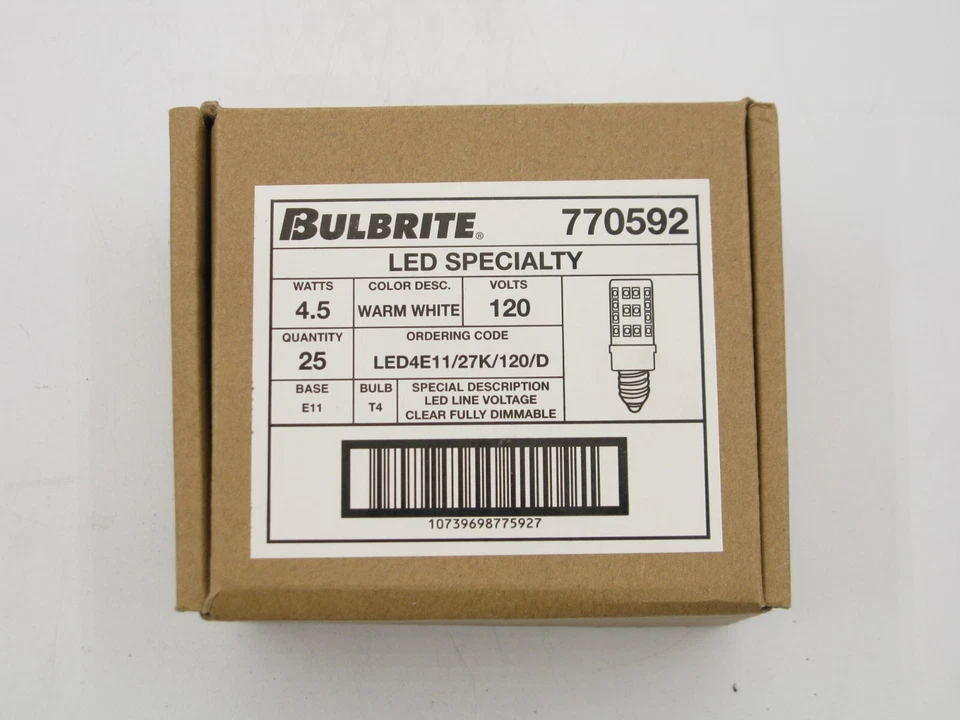 BULBRITE® 770592
LED SPECIALTY
WATTS COLOR DESC. VOLTS
4.5 WARM WHITE 120
QUANTITY ORDERING CODE
25 LED4E11/27K/120/D
BASE BULB SPECIAL DESCRIPTION
E11 T4 LED LINE VOLTAGE
CLEAR FULLY DIMMABLE
10739698775927